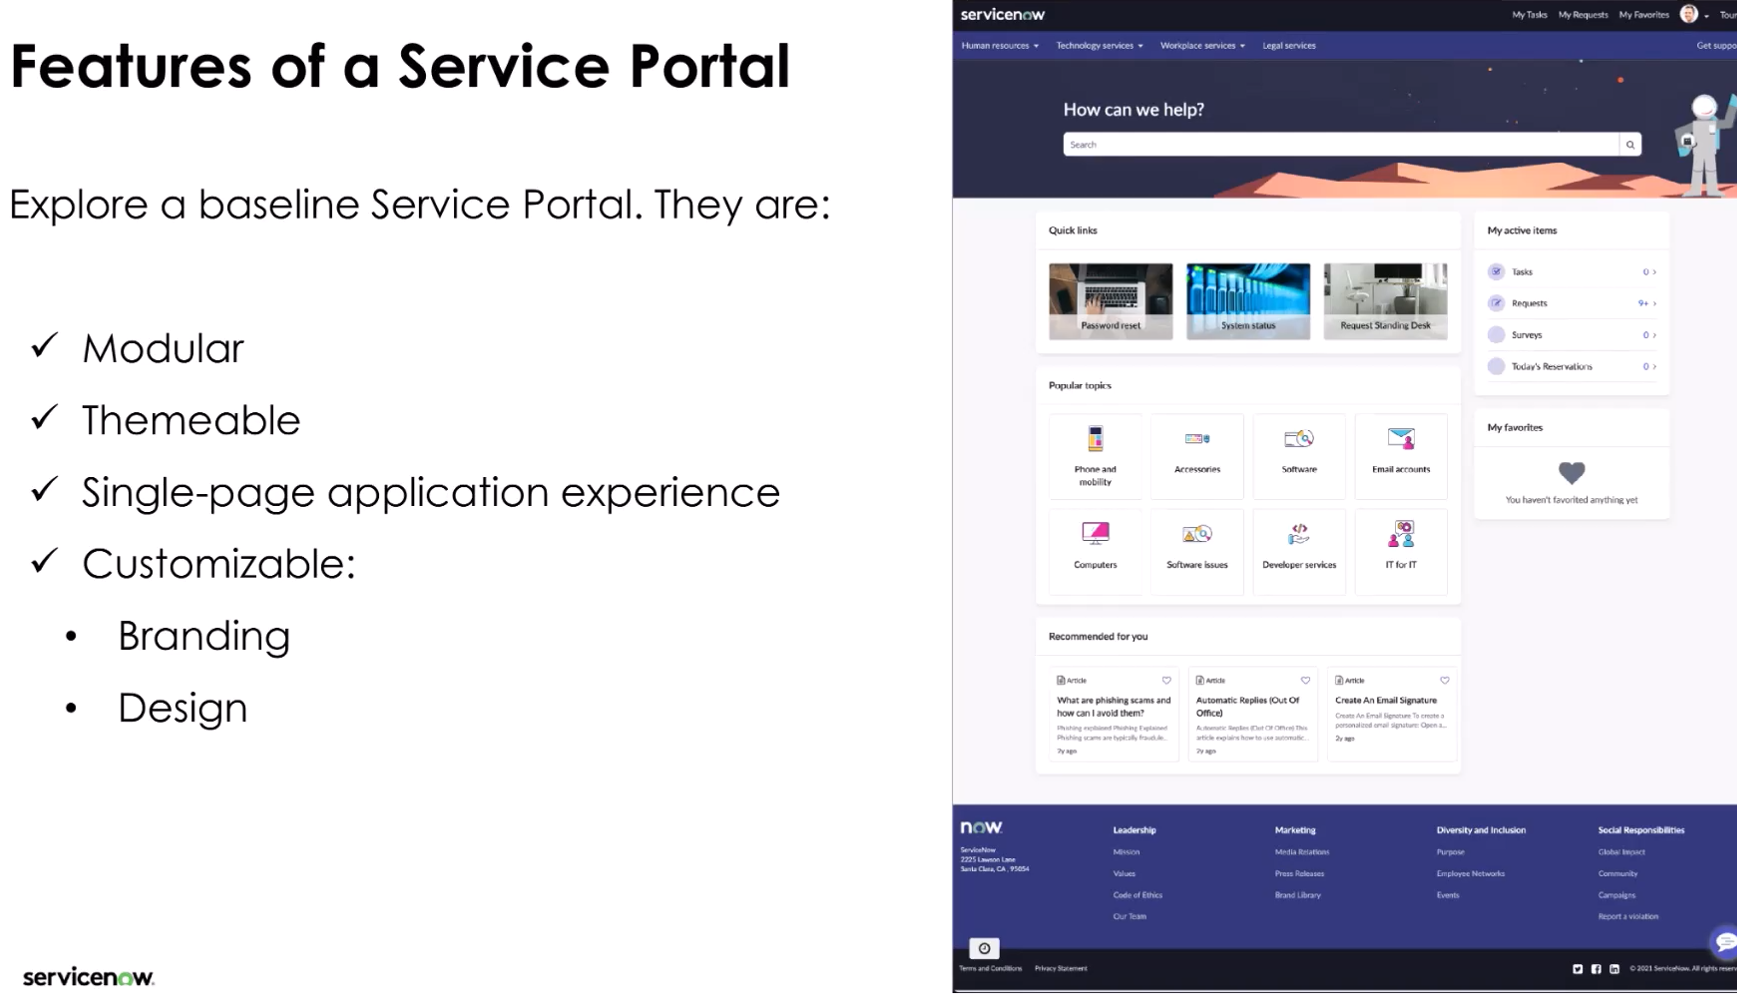 Features of a Service Portal
Explore a baseline Service Portal. They are:
✓ Modular
✓ Themeable
✓ Single-page application experience
✓ Customizable:
• Branding
• Design
servicenow
servicenow
My Tasks My Requests My Favorites
Human resources Technology services Workplace services Legal services
How can we help?
Search
Quick links
Password reset System status Request Standing Desk
My active items
Tasks 0
Requests 9+
Surveys 0
Today's Reservations 0
My favorites
You haven't favorited anything yet
Popular topics
Phone and
mobility
Accessories
Software
Email accounts
Computers
Software issues
Developer services
IT for IT
Recommended for you
Article
What are phishing scams and
how can I avoid them?
Phishing explained Phishing Explained
Phishing scams are typically fraudule...
2y ago
Article
Automatic Replies (Out Of
Office)
Automatic Replies (Out Of Office) This
article explains how to use automatic...
2y ago
Article
Create An Email Signature
Create An Email Signature To create a
personalized email signature: Open a...
2y ago
now
ServiceNow
2225 Lawson Lane
Santa Clara, CA , 95054
Leadership
Mission
Values
Code of Ethics
Our Team
Marketing
Media Relations
Press Releases
Brand Library
Diversity and Inclusion
Purpose
Employee Networks
Events
Social Responsibilities
Global Impact
Community
Campaigns
Report a violation
Terms and Conditions Privacy Statement
© 2021 ServiceNow. All rights